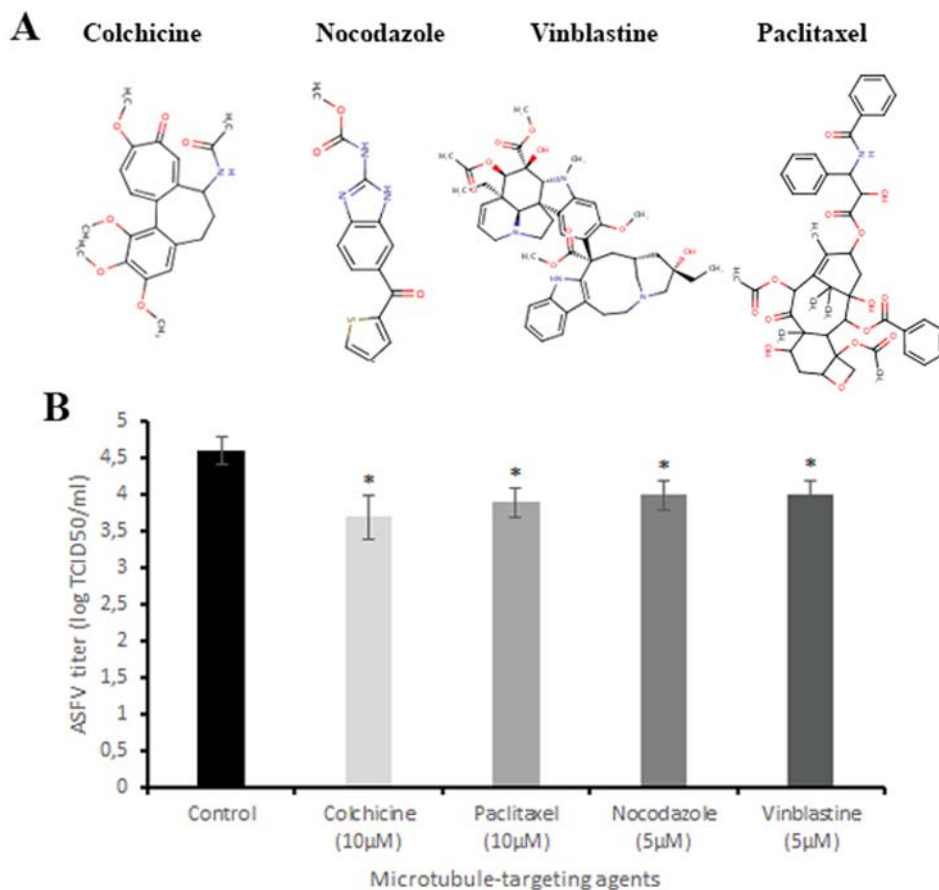 A
Colchicine Nocodazole Vinblastine Paclitaxel
B
ASFV titer (log TCID50/ml)
5
4,5
4
3,5
3
2,5
2
1,5
1
0,5
0
* * * *
Control Colchicine (10µM) Paclitaxel (10µM) Nocodazole (5µM) Vinblastine (5µM)
Microtubule-targeting agents